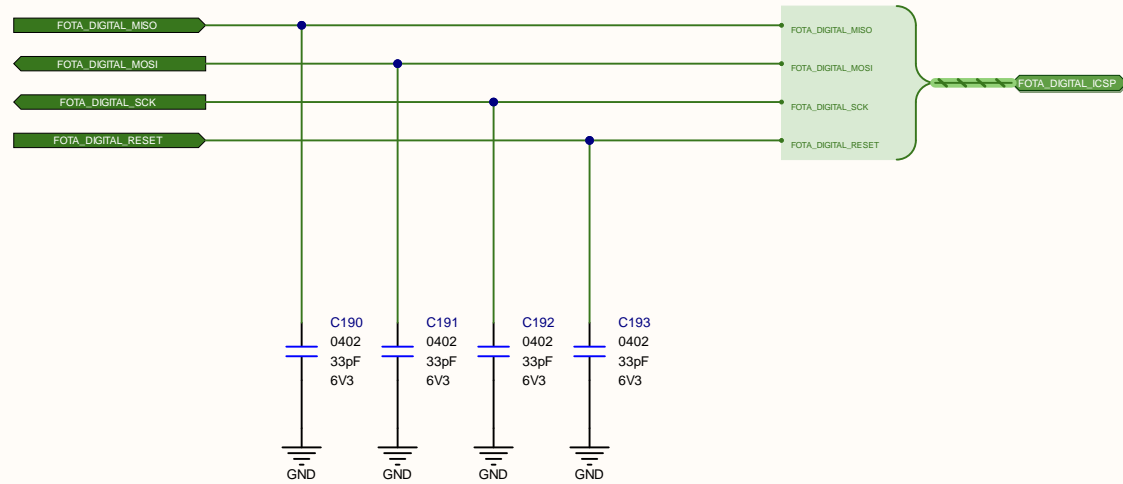 FOTA_DIGITAL_MISO
FOTA_DIGITAL_MISO
FOTA_DIGITAL_MOSI
FOTA_DIGITAL_MOSI
FOTA_DIGITAL_ICSP
FOTA_DIGITAL_SCK
FOTA_DIGITAL_SCK
FOTA_DIGITAL_RESET
FOTA_DIGITAL_RESET
C190
0402
33pF
6V3
C191
0402
33pF
6V3
C192
0402
33pF
6V3
C193
0402
33pF
6V3
GND
GND
GND
GND